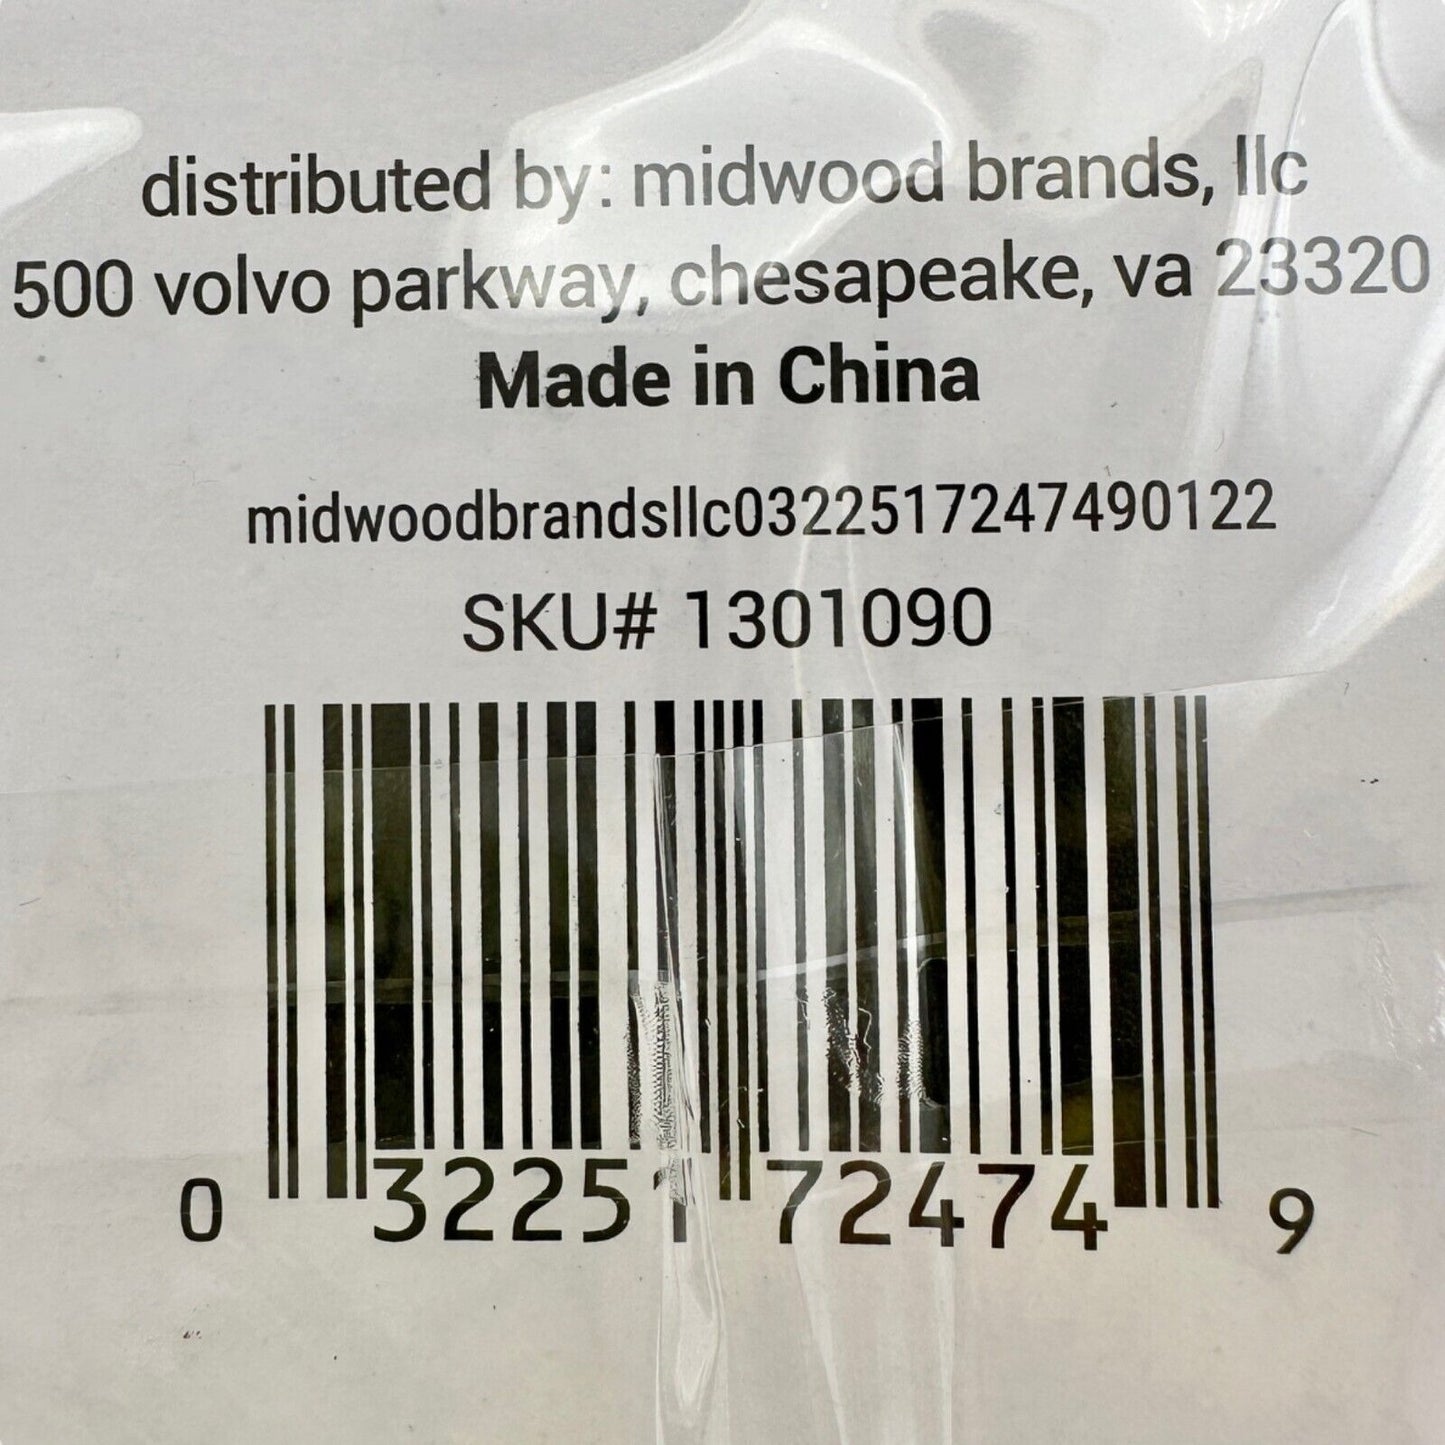 distributed by: midwood brands, llc
500 volvo parkway, chesapeake, va 23320
Made in China
midwoodbrandsllc0322517247490122
SKU# 1301090
0 32251 72474 9